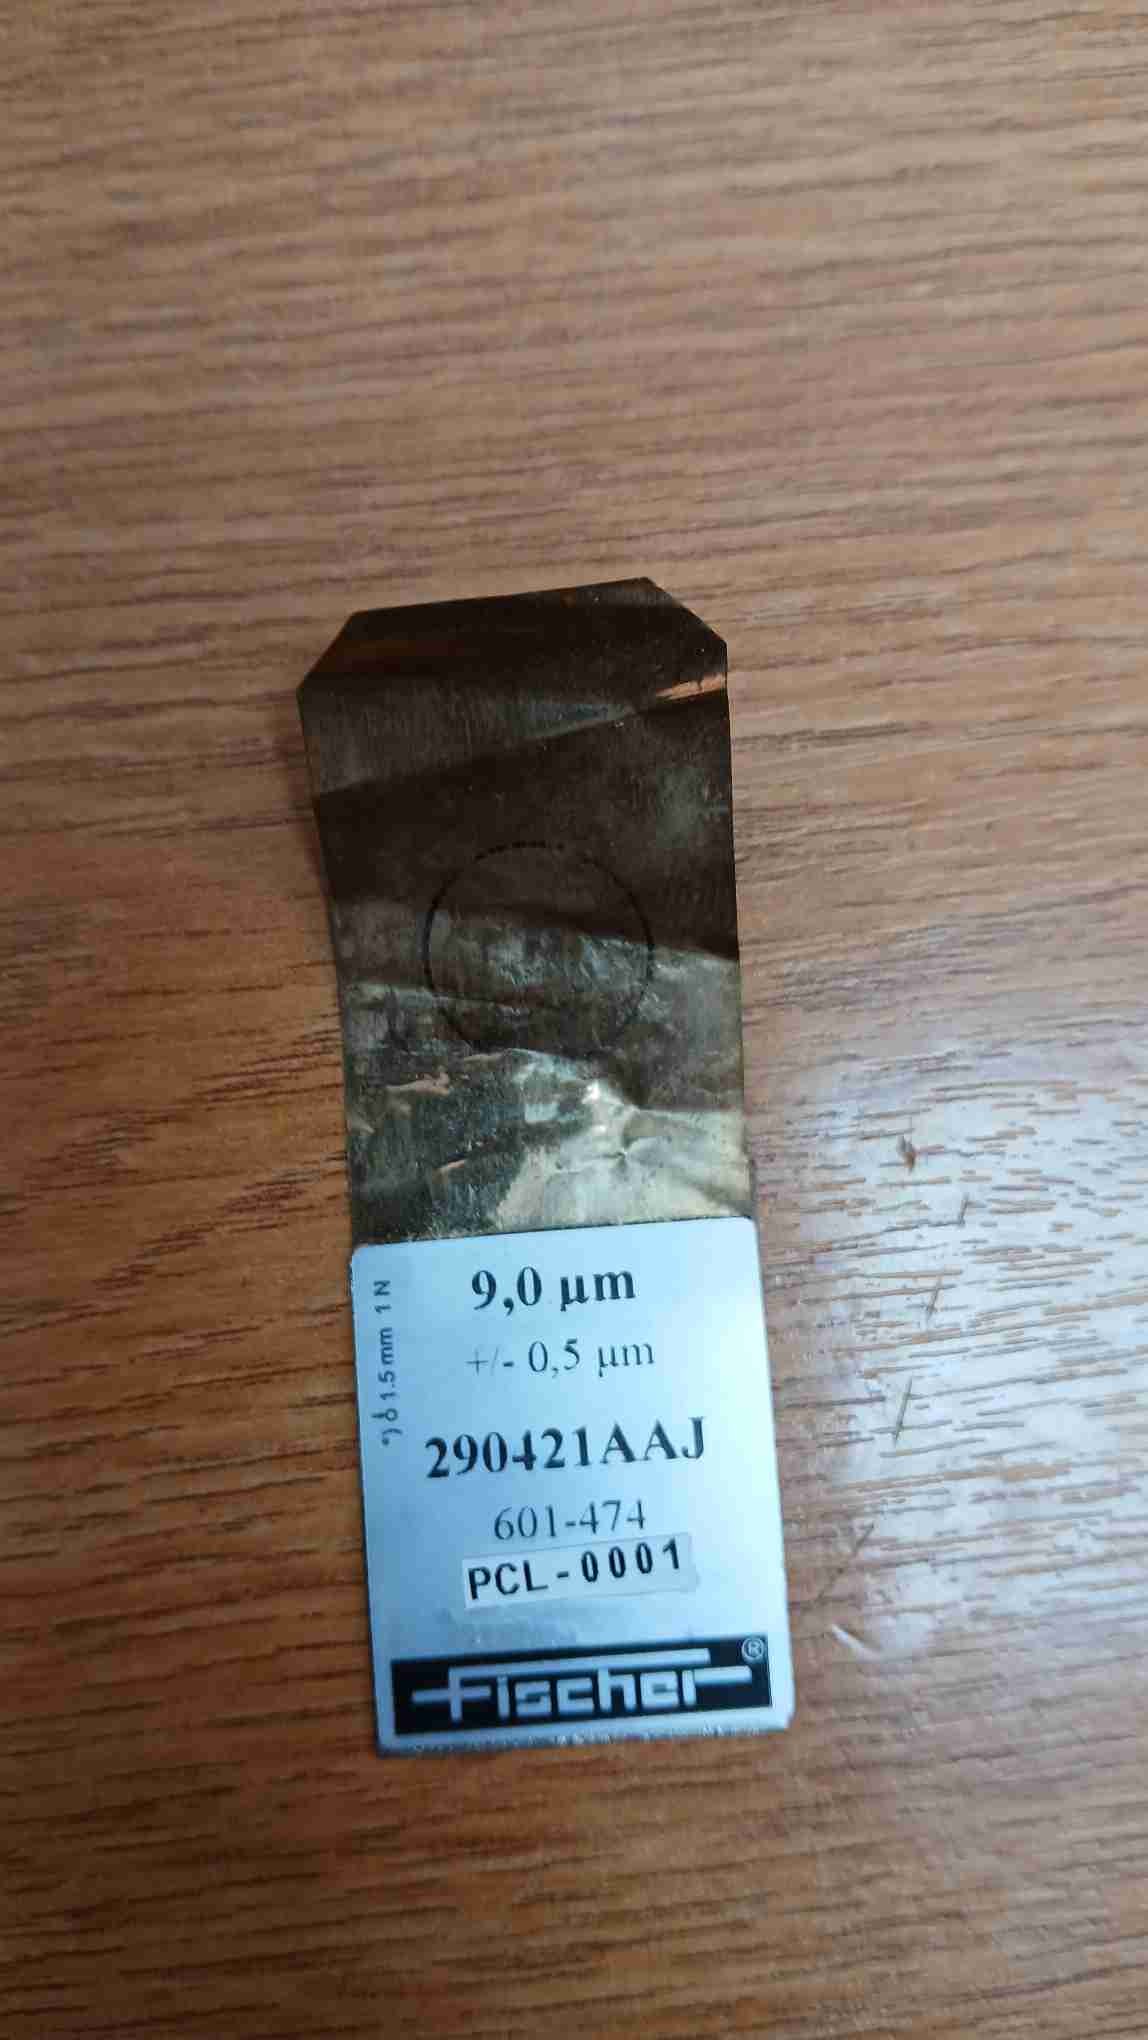 9,0 µm
+/- 0,5 µm
290421AAJ
601-474
PCL-0001
Fischer®
*) 1.5 mm 1 N